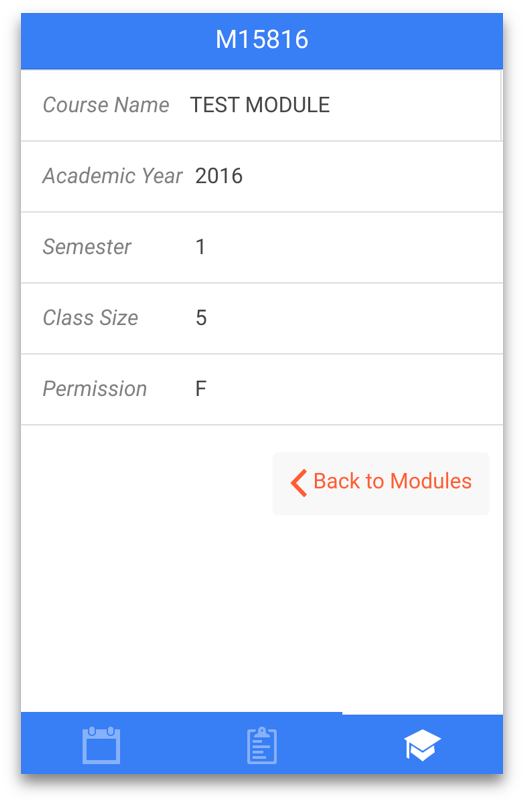 M15816
Course Name TEST MODULE
Academic Year 2016
Semester 1
Class Size 5
Permission F
Back to Modules